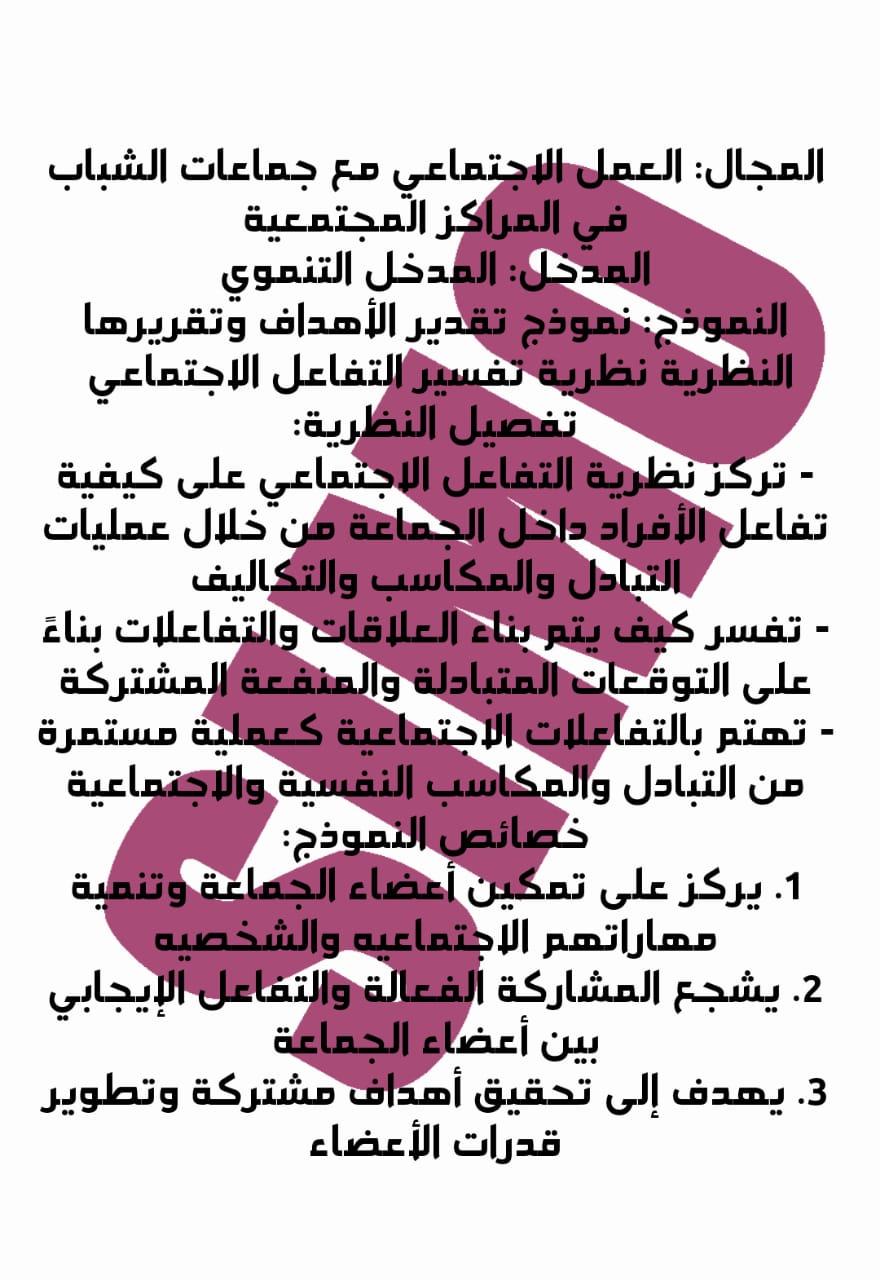 المجال: العمل الاجتماعي مع جماعات الشباب
في المراكز المجتمعية
المدخل: المدخل التنموي
النموذج: نموذج تقدير الأهداف وتقريرها
النظرية نظرية تفسير التفاعل الاجتماعي
تفصيل النظرية:
- تركز نظرية التفاعل الاجتماعي على كيفية
تفاعل الأفراد داخل الجماعة من خلال عمليات
التبادل والمكاسب والتكاليف
- تفسر كيف يتم بناء العلاقات والتفاعلات بناءً
على التوقعات المتبادلة والمنفعة المشتركة
- تهتم بالتفاعلات الاجتماعية كعملية مستمرة
من التبادل والمكاسب النفسية والاجتماعية
خصائص النموذج:
1. يركز على تمكين أعضاء الجماعة وتنمية
مهاراتهم الاجتماعيه والشخصيه
2. يشجع المشاركة الفعالة والتفاعل الإيجابي
بين أعضاء الجماعة
3. يهدف إلى تحقيق أهداف مشتركة وتطوير
قدرات الأعضاء
SIMO